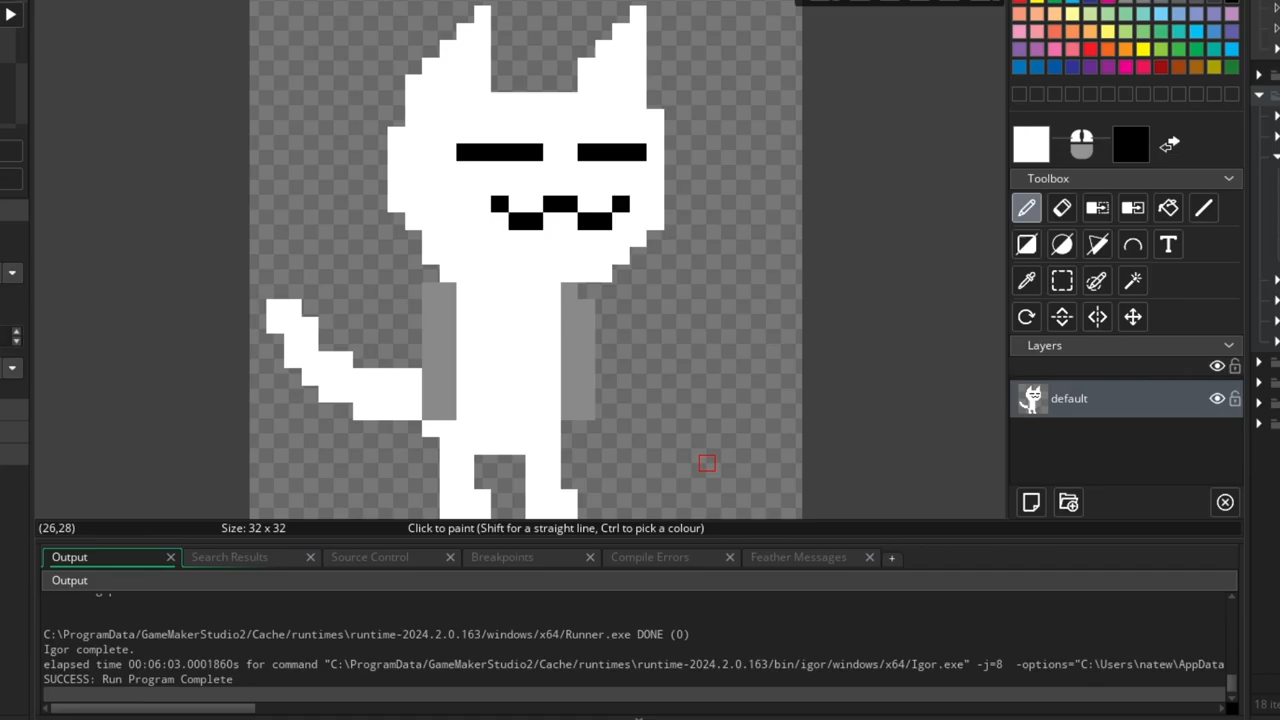 Toolbox
T
Layers
default
(26,28)
Size: 32 x 32
Click to paint (Shift for a straight line, Ctrl to pick a colour)
Output
Search Results
Source Control
Breakpoints
Compile Errors
Feather Messages
Output
C:\ProgramData/GameMakerStudio2/Cache/runtimes\runtime-2024.2.0.163/windows/x64/Runner.exe DONE (0)
Igor complete.
elapsed time 00:06:03.0001860s for command "C:\ProgramData/GameMakerStudio2/Cache/runtimes\runtime-2024.2.0.163/bin/igor/windows/x64/Igor.exe" -j=8 -options="C:\Users\natew\AppData
SUCCESS: Run Program Complete
18 ite